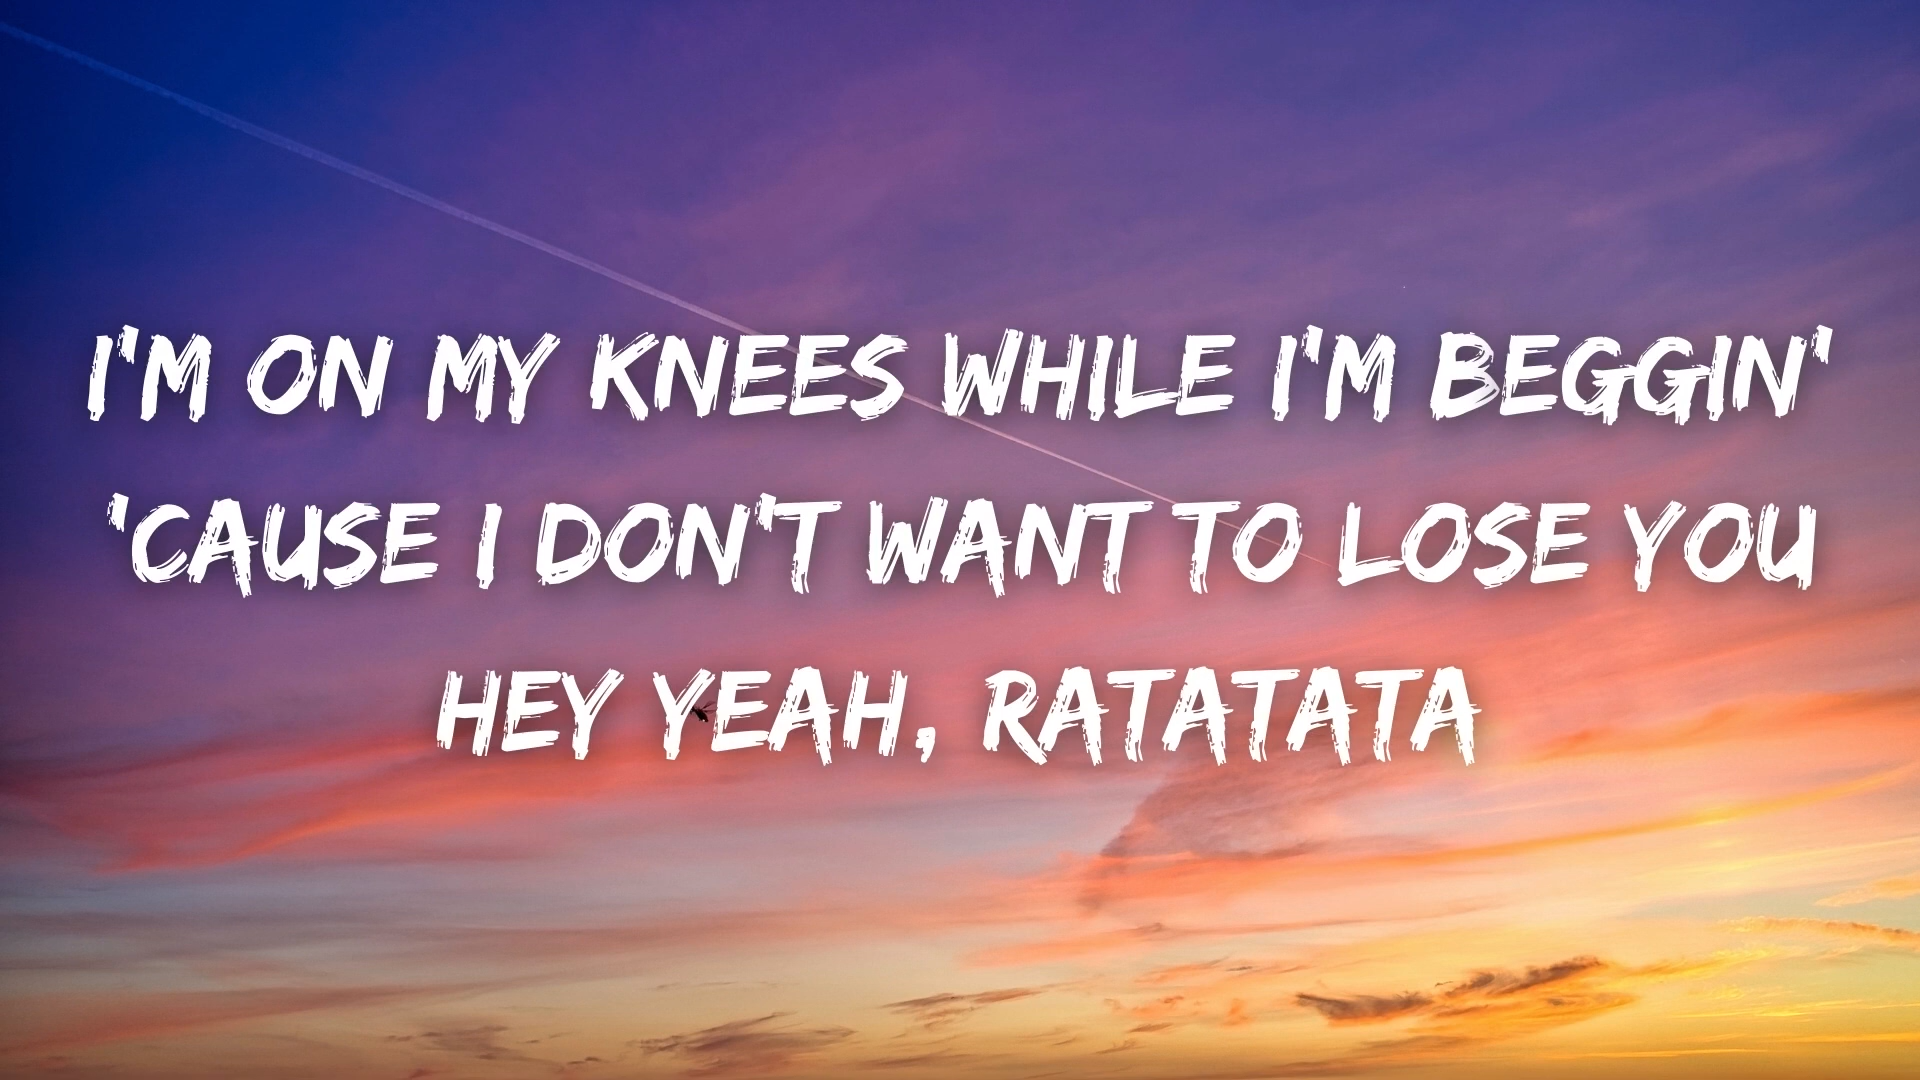 I'M ON MY KNEES WHILE I'M BEGGIN'
'CAUSE I DON'T WANT TO LOSE YOU
HEY YEAH, RATATATA